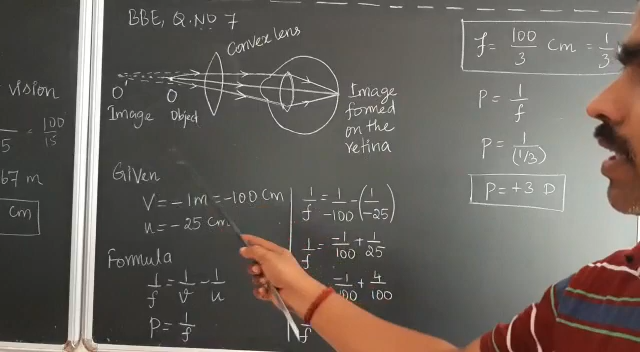 vision
5 = 100
15
67 m
cm
BBE, Q.NO 7
Convex lens
O' O
Image Object
Image
formed
on the
retina
Given
V = -1m = -100 Cm
u = -25 Cm
Formula
1/f = 1/v - 1/u
P = 1/f
1/f = 1/-100 - (1/-25)
1/f = -1/100 + 1/25
-1/100 + 4/100
f
f = 100/3 Cm = 1/3
P = 1/f
P = 1/(1/3)
P = +3 D